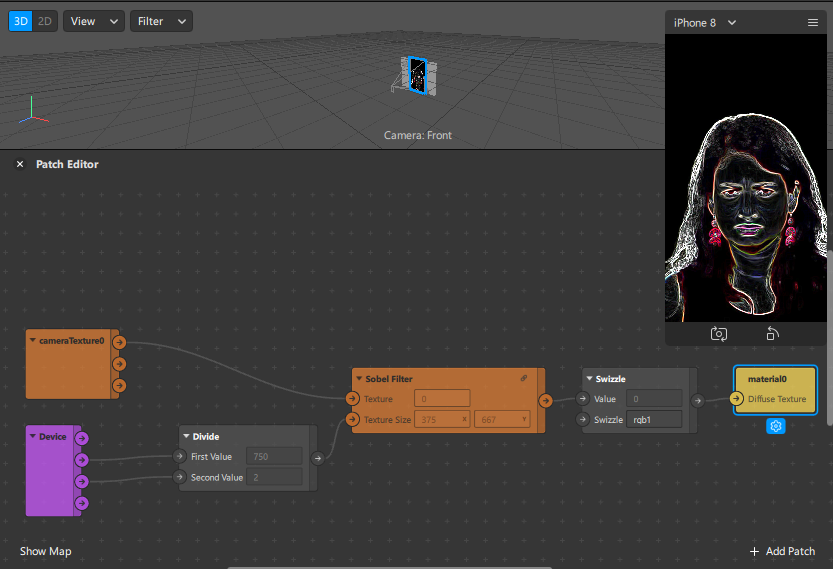 3D 2D View Filter
iPhone 8
Camera: Front
Patch Editor
cameraTexture0
Sobel Filter
Texture 0
Texture Size 375 X 667 Y
Swizzle
Value 0
Swizzle rgb1
material0
Diffuse Texture
Device
Divide
First Value 750
Second Value 2
Show Map
Add Patch